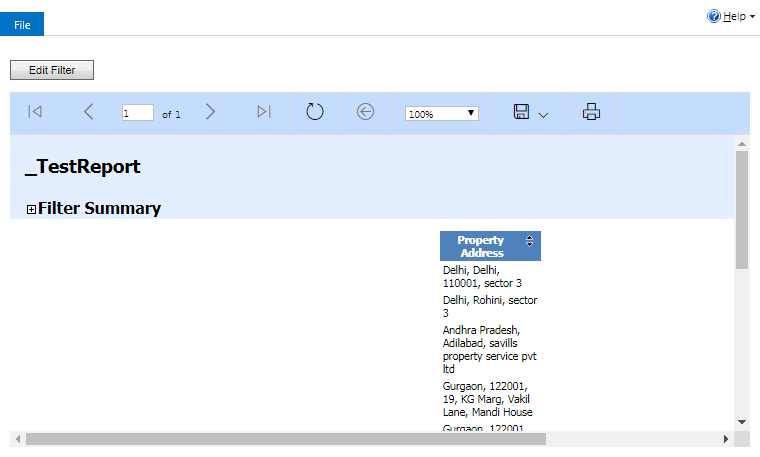 File
Help
Edit Filter
1 of 1
100%
_TestReport
Filter Summary
Property
Address
Delhi, Delhi,
110001, sector 3
Delhi, Rohini, sector
3
Andhra Pradesh,
Adilabad, savills
property service pvt
ltd
Gurgaon, 122001,
19, KG Marg, Vakil
Lane, Mandi House
Gurgaon, 122001